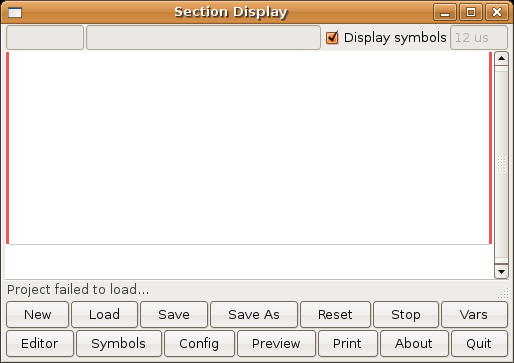 Section Display
Display symbols 12 us
Project failed to load...
New Load Save Save As Reset Stop Vars
Editor Symbols Config Preview Print About Quit